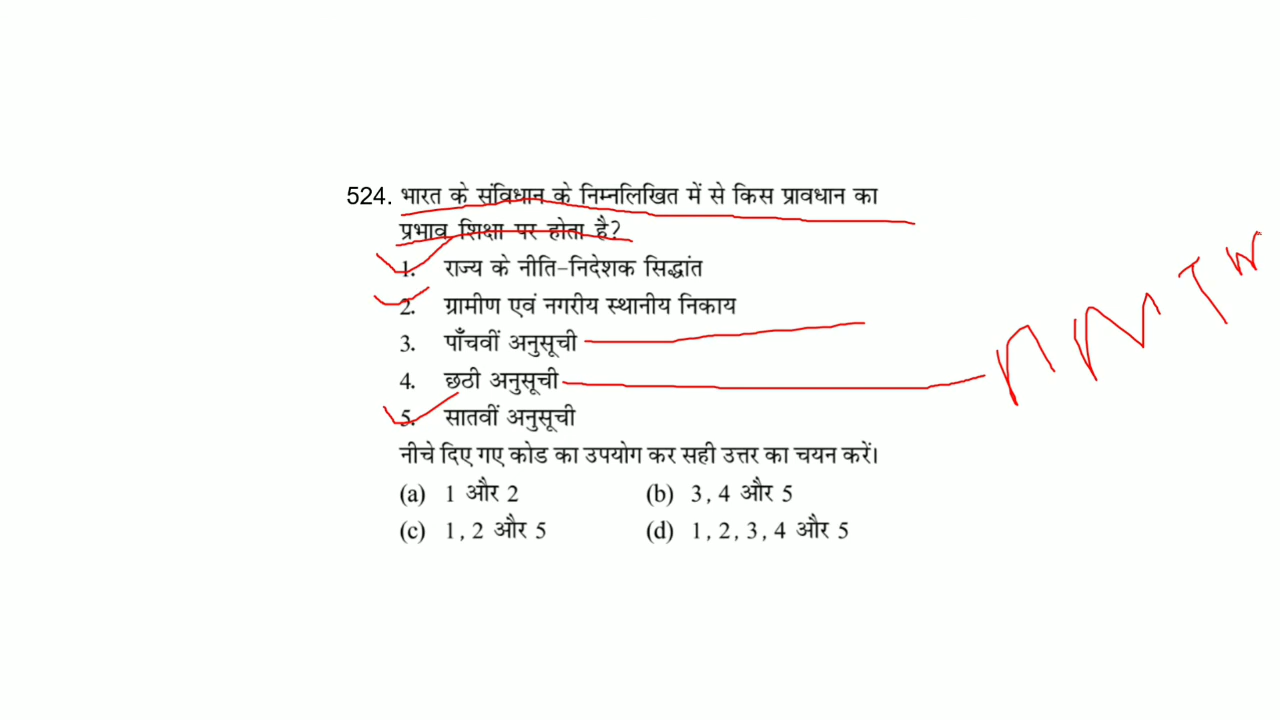 524. भारत के संविधान के निम्नलिखित में से किस प्रावधान का
प्रभाव शिक्षा पर होता है?
1. राज्य के नीति-निदेशक सिद्धांत
2. ग्रामीण एवं नगरीय स्थानीय निकाय
3. पाँचवीं अनुसूची
4. छठी अनुसूची
5. सातवीं अनुसूची
नीचे दिए गए कोड का उपयोग कर सही उत्तर का चयन करें।
(a) 1 और 2 (b) 3, 4 और 5
(c) 1, 2 और 5 (d) 1, 2, 3, 4 और 5